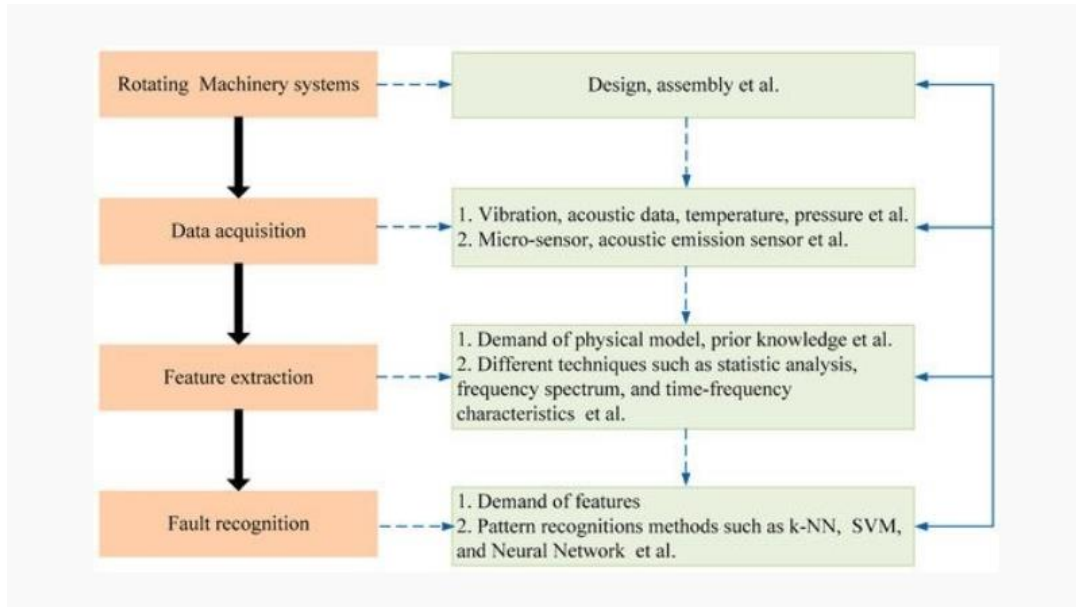 Rotating Machinery systems
Design, assembly et al.
Data acquisition
1. Vibration, acoustic data, temperature, pressure et al.
2. Micro-sensor, acoustic emission sensor et al.
Feature extraction
1. Demand of physical model, prior knowledge et al.
2. Different techniques such as statistic analysis,
frequency spectrum, and time-frequency
characteristics et al.
Fault recognition
1. Demand of features
2. Pattern recognitions methods such as k-NN, SVM,
and Neural Network et al.